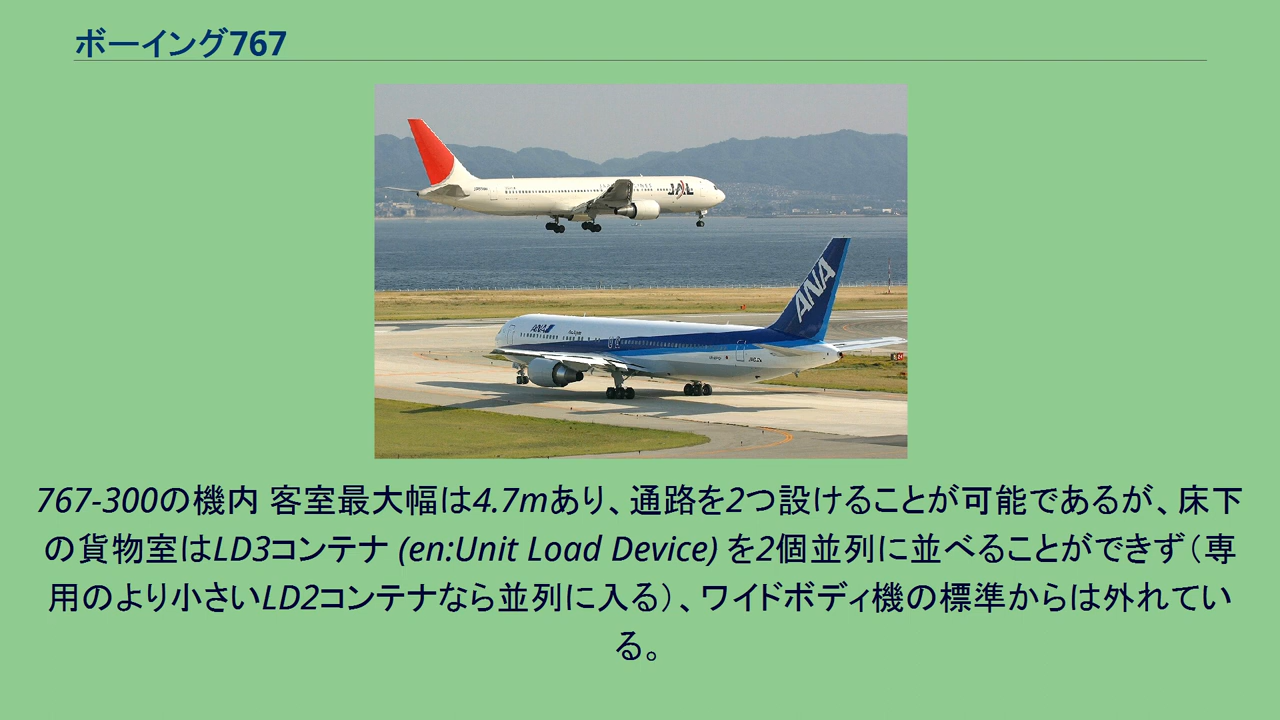 ボーイング767
JAL
ANA
ANA
767-300の機内 客室最大幅は4.7mあり、通路を2つ設けることが可能であるが、床下
の貨物室はLD3コンテナ (en:Unit Load Device) を2個並列に並べることができず（専
用のより小さいLD2コンテナなら並列に入る）、ワイドボディ機の標準からは外れてい
る。